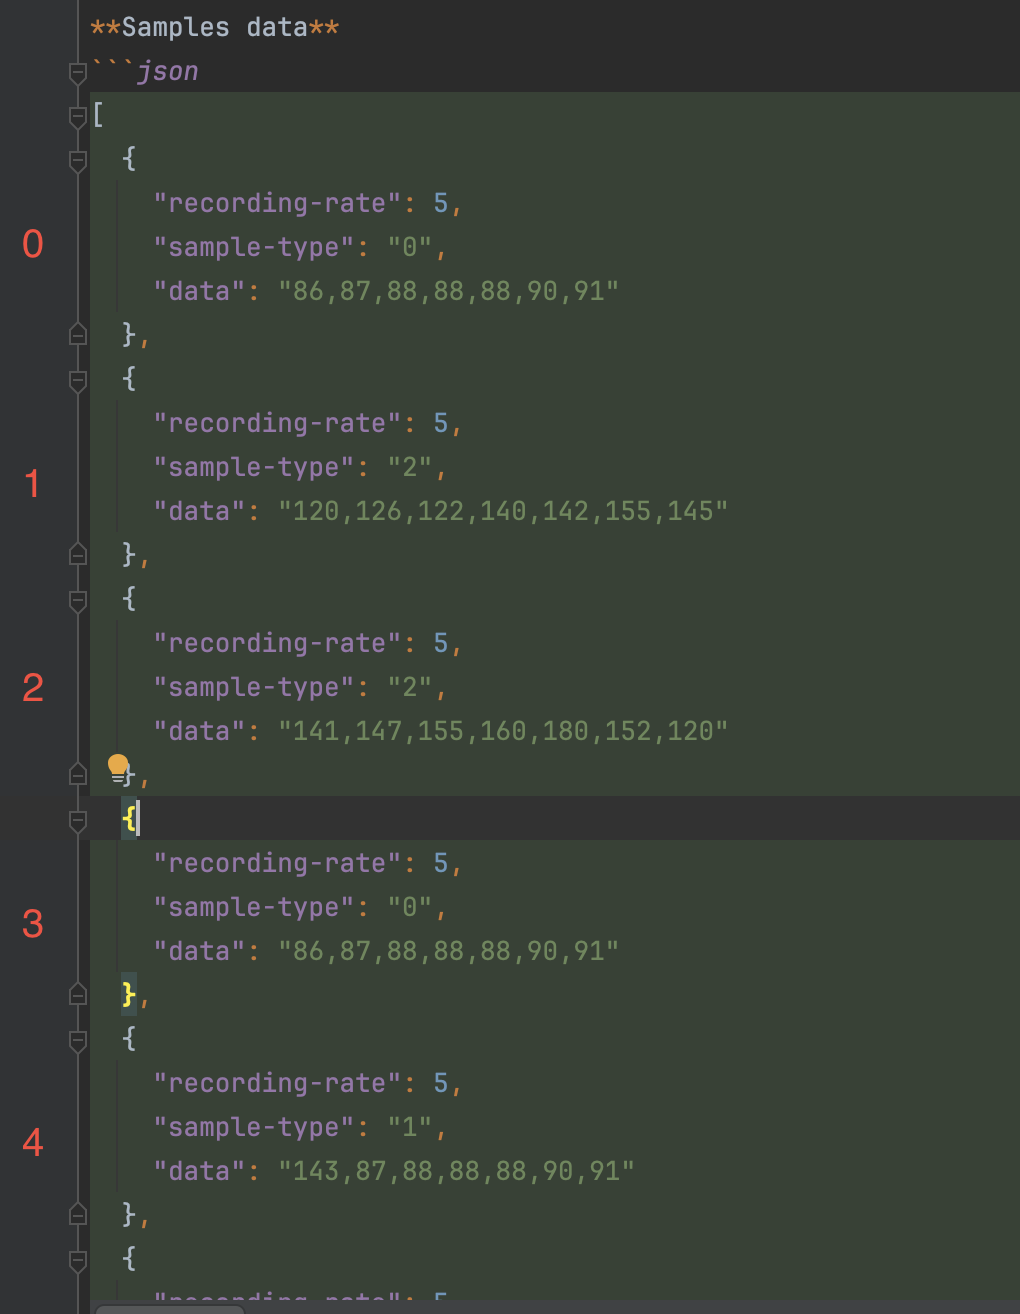 **Samples data**
```json
[
{
"recording-rate": 5,
0
"sample-type": "0",
"data": "86,87,88,88,88,90,91"
},
{
"recording-rate": 5,
1
"sample-type": "2",
"data": "120,126,122,140,142,155,145"
},
{
"recording-rate": 5,
2
"sample-type": "2",
"data": "141,147,155,160,180,152,120"
},
{
"recording-rate": 5,
3
"sample-type": "0",
"data": "86,87,88,88,88,90,91"
},
{
"recording-rate": 5,
4
"sample-type": "1",
"data": "143,87,88,88,88,90,91"
},
{
"recording-rate": 5